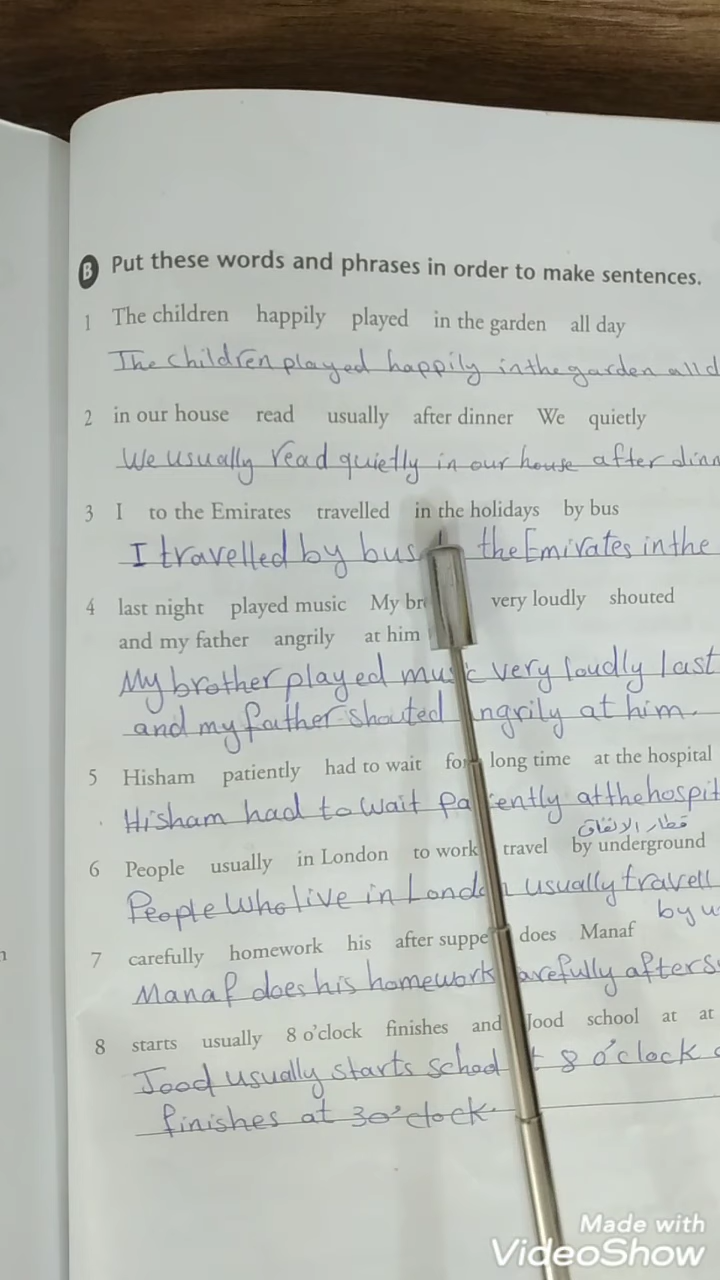 B Put these words and phrases in order to make sentences.
1 The children happily played in the garden all day
The children played happily in the garden all d
2 in our house read usually after dinner We quietly
We usually read quietly in our house after dinn
3 I to the Emirates travelled in the holidays by bus
I travelled by bus the Emirates in the
4 last night played music My br very loudly shouted
and my father angrily at him
My brother played music very loudly last
and my father shouted ngrily at him.
5 Hisham patiently had to wait for long time at the hospital
Hisham had to wait patiently at the hospit
قطار الانفاق
6 People usually in London to work travel by underground
People who live in London usually travell
by u
7 carefully homework his after suppe does Manaf
Manaf does his homework arefully after s
8 starts usually 8 o'clock finishes and Jood school at at
Jood usually starts school t 8 o'clock
finishes at 3 o'clock.
Made with
VideoShow